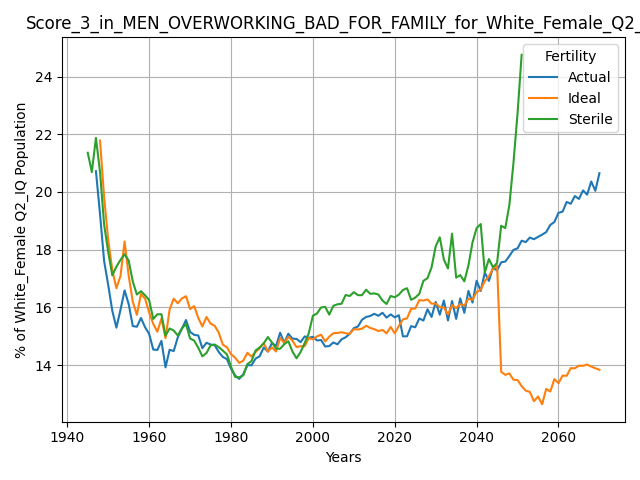 Score_3_in_MEN_OVERWORKING_BAD_FOR_FAMILY_for_White_Female_Q2_
Fertility
Actual
Ideal
Sterile
% of White_Female Q2_IQ Population
24
22
20
18
16
14
1940
1960
1980
2000
2020
2040
2060
Years